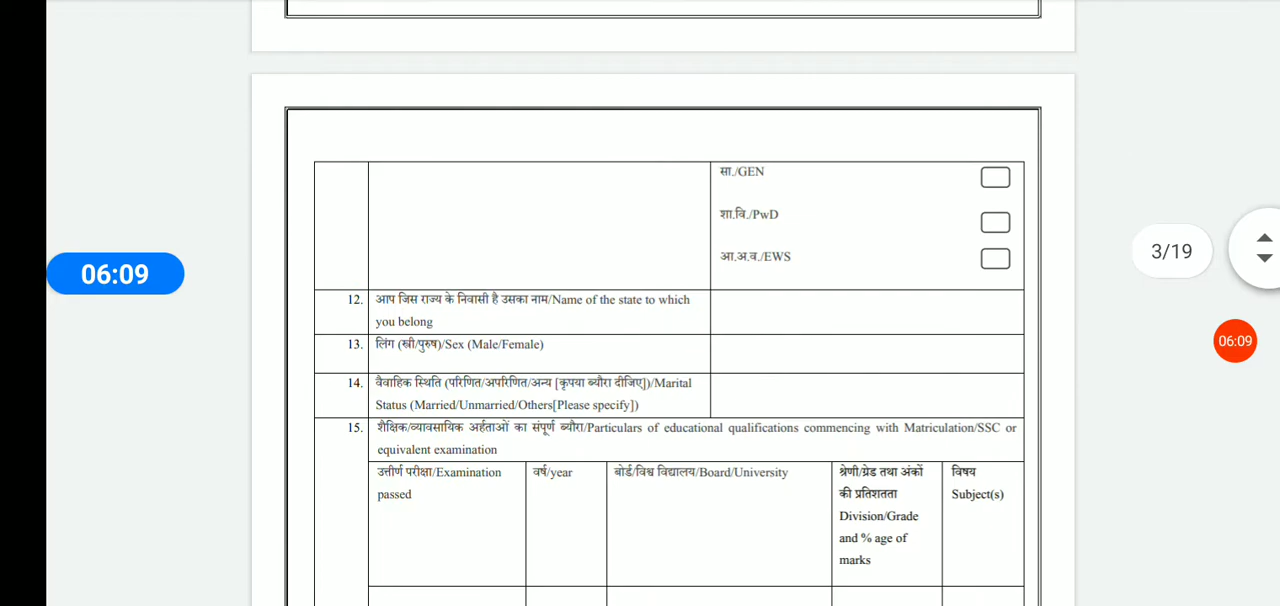 सा./GEN
शा.वि./PwD
आ.अ.व./EWS
12. आप जिस राज्य के निवासी है उसका नाम/Name of the state to which
you belong
13. लिंग (स्त्री/पुरुष)/Sex (Male/Female)
14. वैवाहिक स्थिति (परिणित/अपरिणित/अन्य [कृपया ब्यौरा दीजिए])/Marital
Status (Married/Unmarried/Others[Please specify])
15. शैक्षिक/व्यावसायिक अर्हताओं का संपूर्ण ब्यौरा/Particulars of educational qualifications commencing with Matriculation/SSC or
equivalent examination
उत्तीर्ण परीक्षा/Examination
passed
वर्ष/year
बोर्ड/विश्व विद्यालय/Board/University
श्रेणी/ग्रेड तथा अंकों
की प्रतिशतता
Division/Grade
and % age of
marks
विषय
Subject(s)
06:09
3/19
06:09